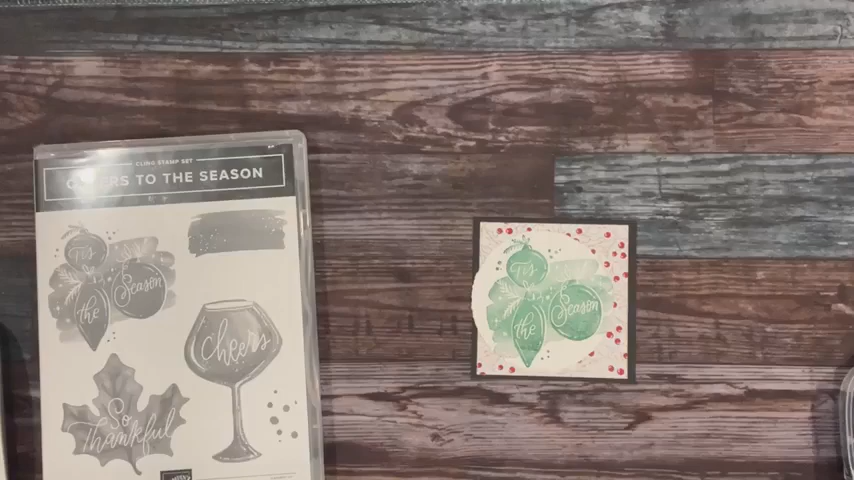 CLING STAMP SET
CHEERS TO THE SEASON
'Tis
the Season
cheers
So
Thankful
'Tis
the Season